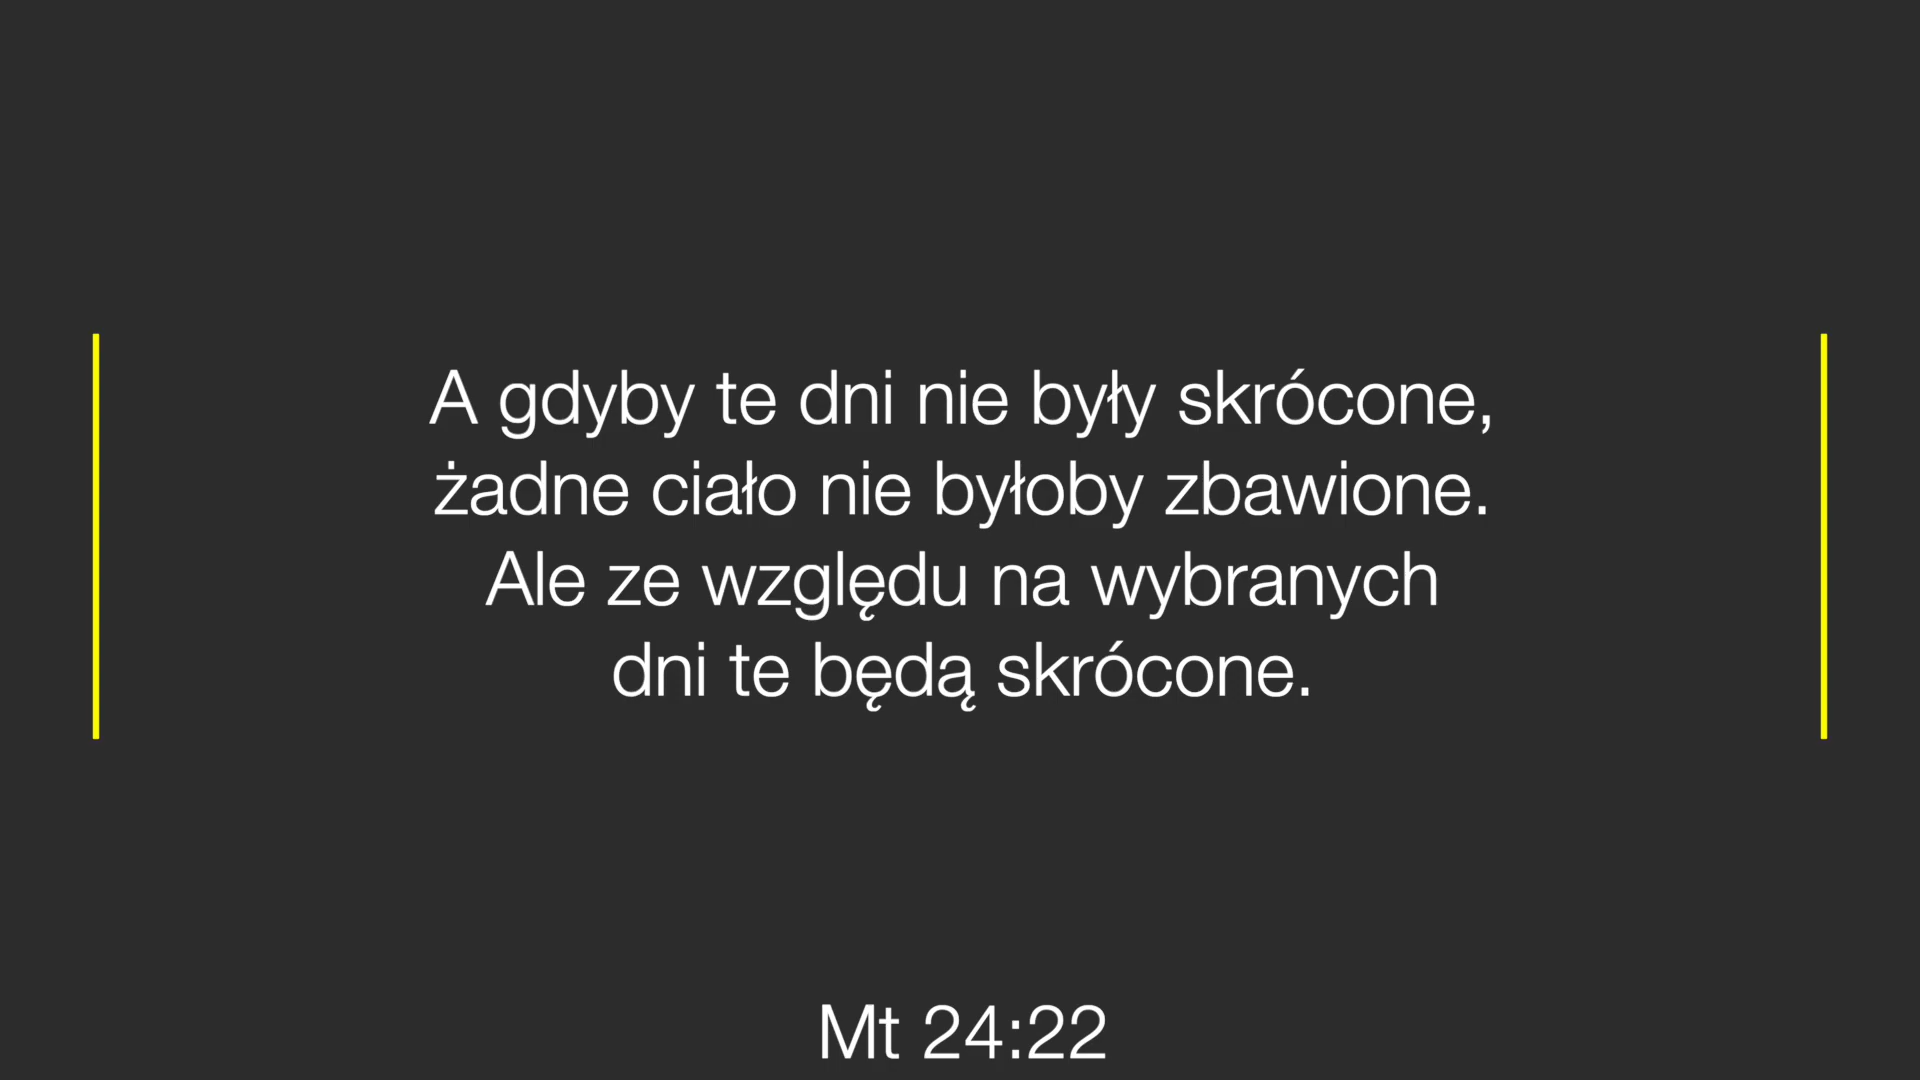 A gdyby te dni nie były skrócone,
żadne ciało nie byłoby zbawione.
Ale ze względu na wybranych
dni te będą skrócone.
Mt 24:22